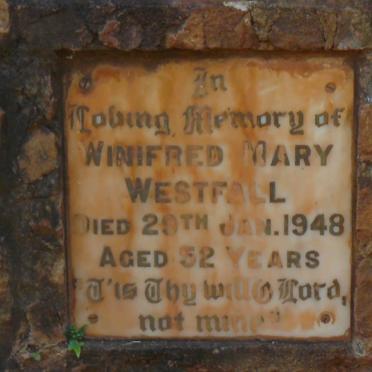 In
Loving Memory of
WINIFRED MARY
WESTFALL
DIED 29TH JAN. 1948
AGED 52 YEARS
"T'is Thy will O Lord,
not mine"